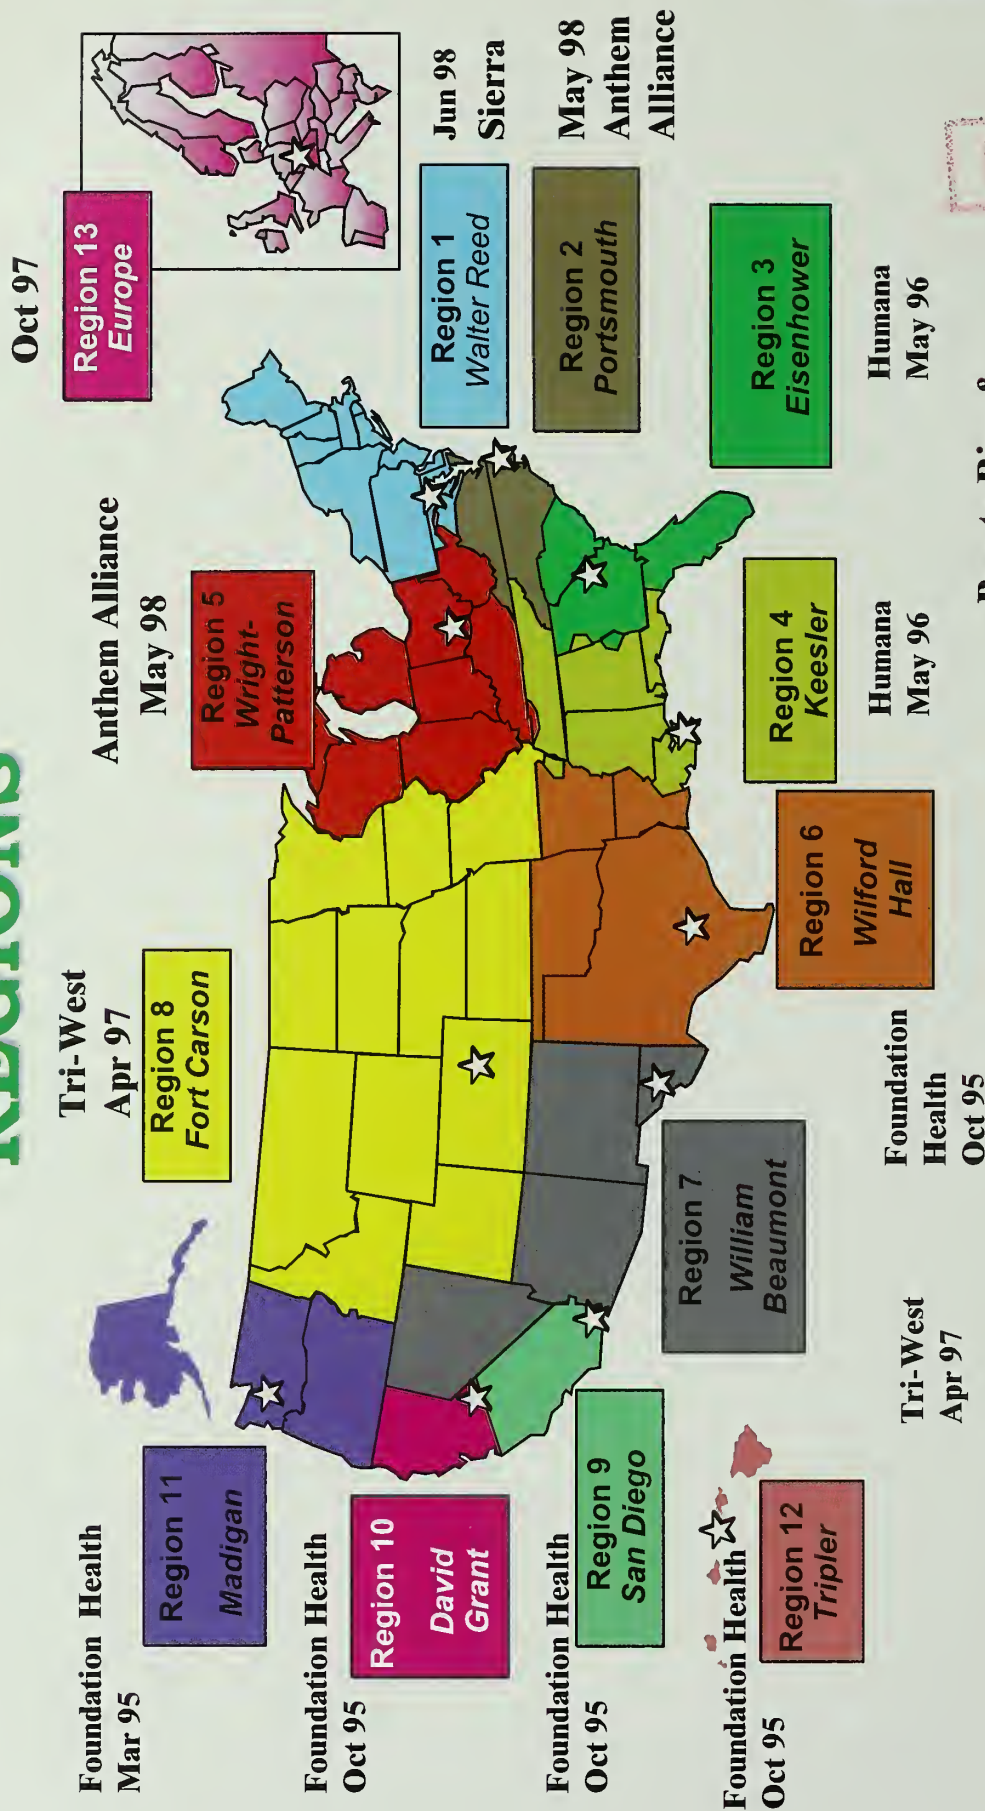 REGIONS
Oct 97
Tri-West
Apr 97
Anthem Alliance
May 98
Region 13
Europe
Foundation Health
Mar 95
Region 11
Madigan
Region 8
Fort Carson
Region 5
Wright-
Patterson
Foundation Health
Oct 95
Region 10
David
Grant
Region 1
Walter Reed
Jun 98
Sierra
Foundation Health
Oct 95
Region 9
San Diego
Region 2
Portsmouth
May 98
Anthem
Alliance
Region 7
William
Beaumont
Region 3
Eisenhower
Foundation Health
Oct 95
Region 12
Tripler
Region 6
Wilford
Hall
Region 4
Keesler
Tri-West
Apr 97
Foundation
Health
Oct 95
Humana
May 96
Humana
May 96